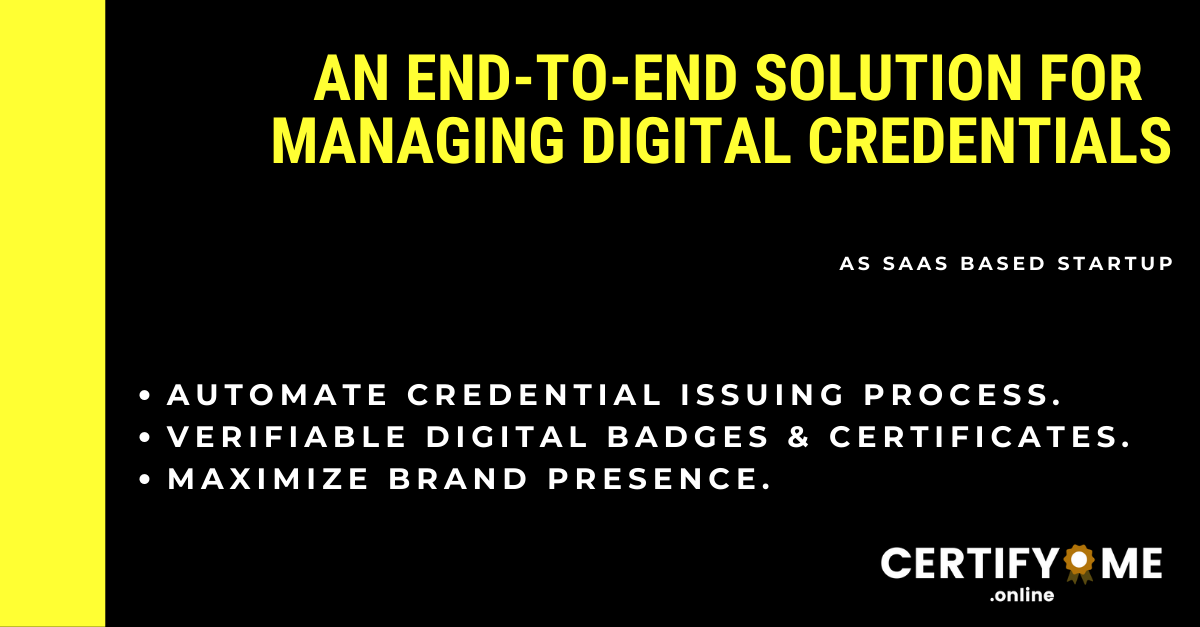 AN END-TO-END SOLUTION FOR
MANAGING DIGITAL CREDENTIALS
AS SAAS BASED STARTUP
• AUTOMATE CREDENTIAL ISSUING PROCESS.
• VERIFIABLE DIGITAL BADGES & CERTIFICATES.
• MAXIMIZE BRAND PRESENCE.
CERTIFY ME
.online